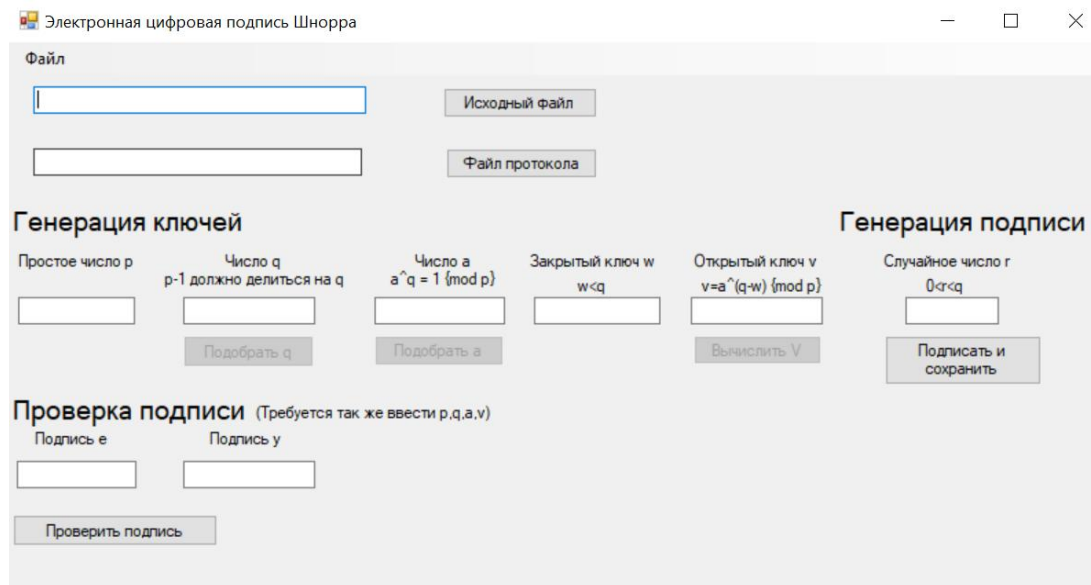 Электронная цифровая подпись Шнорра
Файл
Исходный файл
Файл протокола
Генерация ключей
Генерация подписи
Простое число p
Число q
p-1 должно делиться на q
Число a
a^q = 1 {mod p}
Закрытый ключ w
w<q
Открытый ключ v
v=a^(q-w) {mod p}
Случайное число r
0<r<q
Подобрать q
Подобрать a
Вычислить V
Подписать и
сохранить
Проверка подписи (Требуется так же ввести p,q,a,v)
Подпись e
Подпись y
Проверить подпись